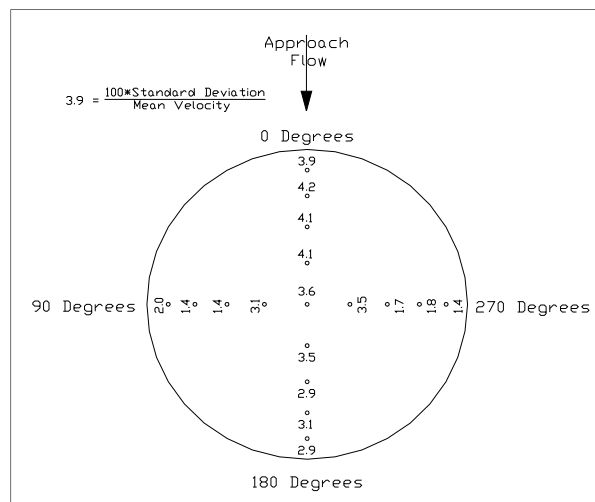 Approach
Flow
3.9 = 100*Standard Deviation
Mean Velocity
0 Degrees
3.9
4.2
4.1
4.1
3.6
90 Degrees
2.0
1.4
1.4
3.1
3.5
1.7
1.8
1.4
270 Degrees
3.5
2.9
3.1
2.9
180 Degrees